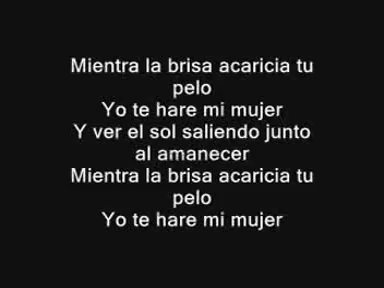 Mientra la brisa acaricia tu
pelo
Yo te hare mi mujer
Y ver el sol saliendo junto
al amanecer
Mientra la brisa acaricia tu
pelo
Yo te hare mi mujer